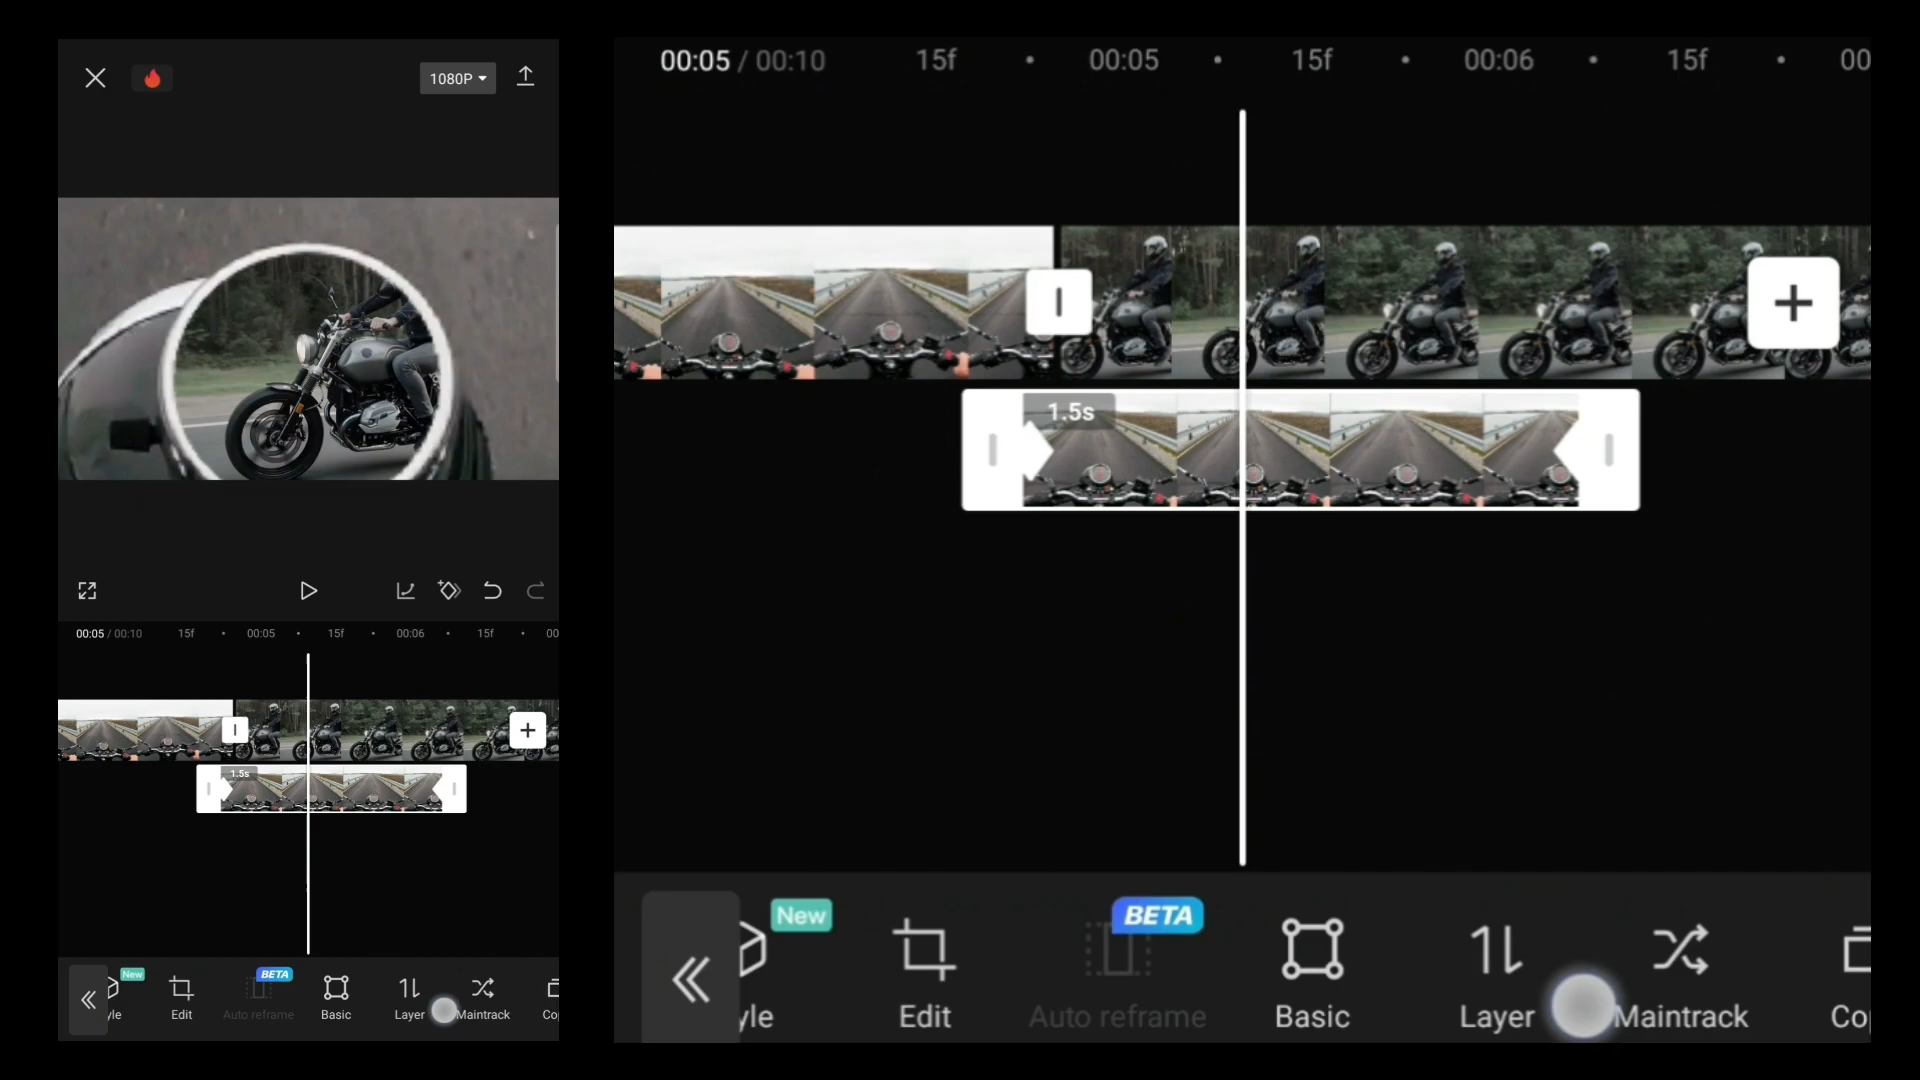 1080P
00:05 / 00:10 15f 00:05 15f 00:06 15f 00
1.5s
New
BETA
yle
Edit
Auto reframe
Basic
Layer
Maintrack
Co
00:05 / 00:10 15f 00:05 15f 00:06 15f 00
1.5s
New
BETA
yle
Edit
Auto reframe
Basic
Layer
Maintrack
Co